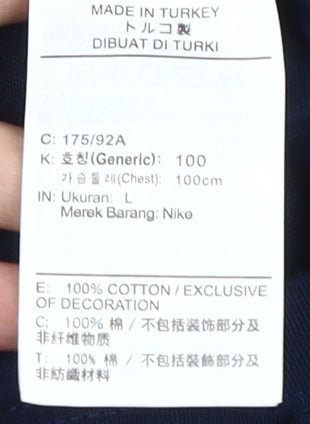 MADE IN TURKEY
トルコ製
DIBUAT DI TURKI
C: 175/92A
K: 호칭(Generic): 100
가슴둘레(Chest): 100cm
IN: Ukuran: L
Merek Barang: Nike
E: 100% COTTON / EXCLUSIVE
OF DECORATION
C: 100% 棉 / 不包括装饰部分及
非纤维物质
T: 100% 棉 / 不包括裝飾部分及
非紡織材料